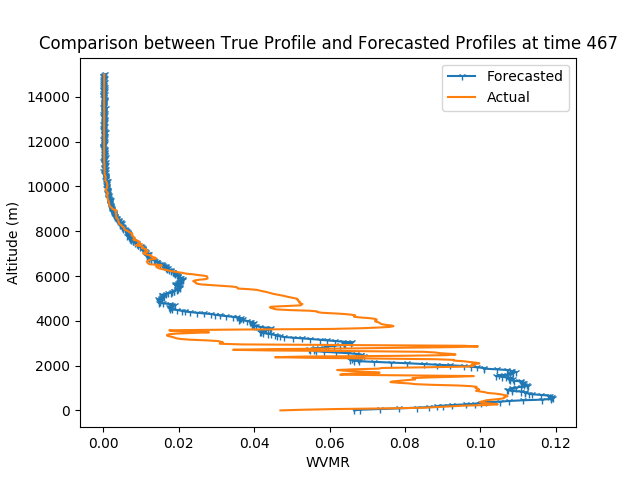 Comparison between True Profile and Forecasted Profiles at time 467
Forecasted
Actual
14000
12000
10000
8000
6000
4000
2000
0
Altitude (m)
0.00 0.02 0.04 0.06 0.08 0.10 0.12
WVMR